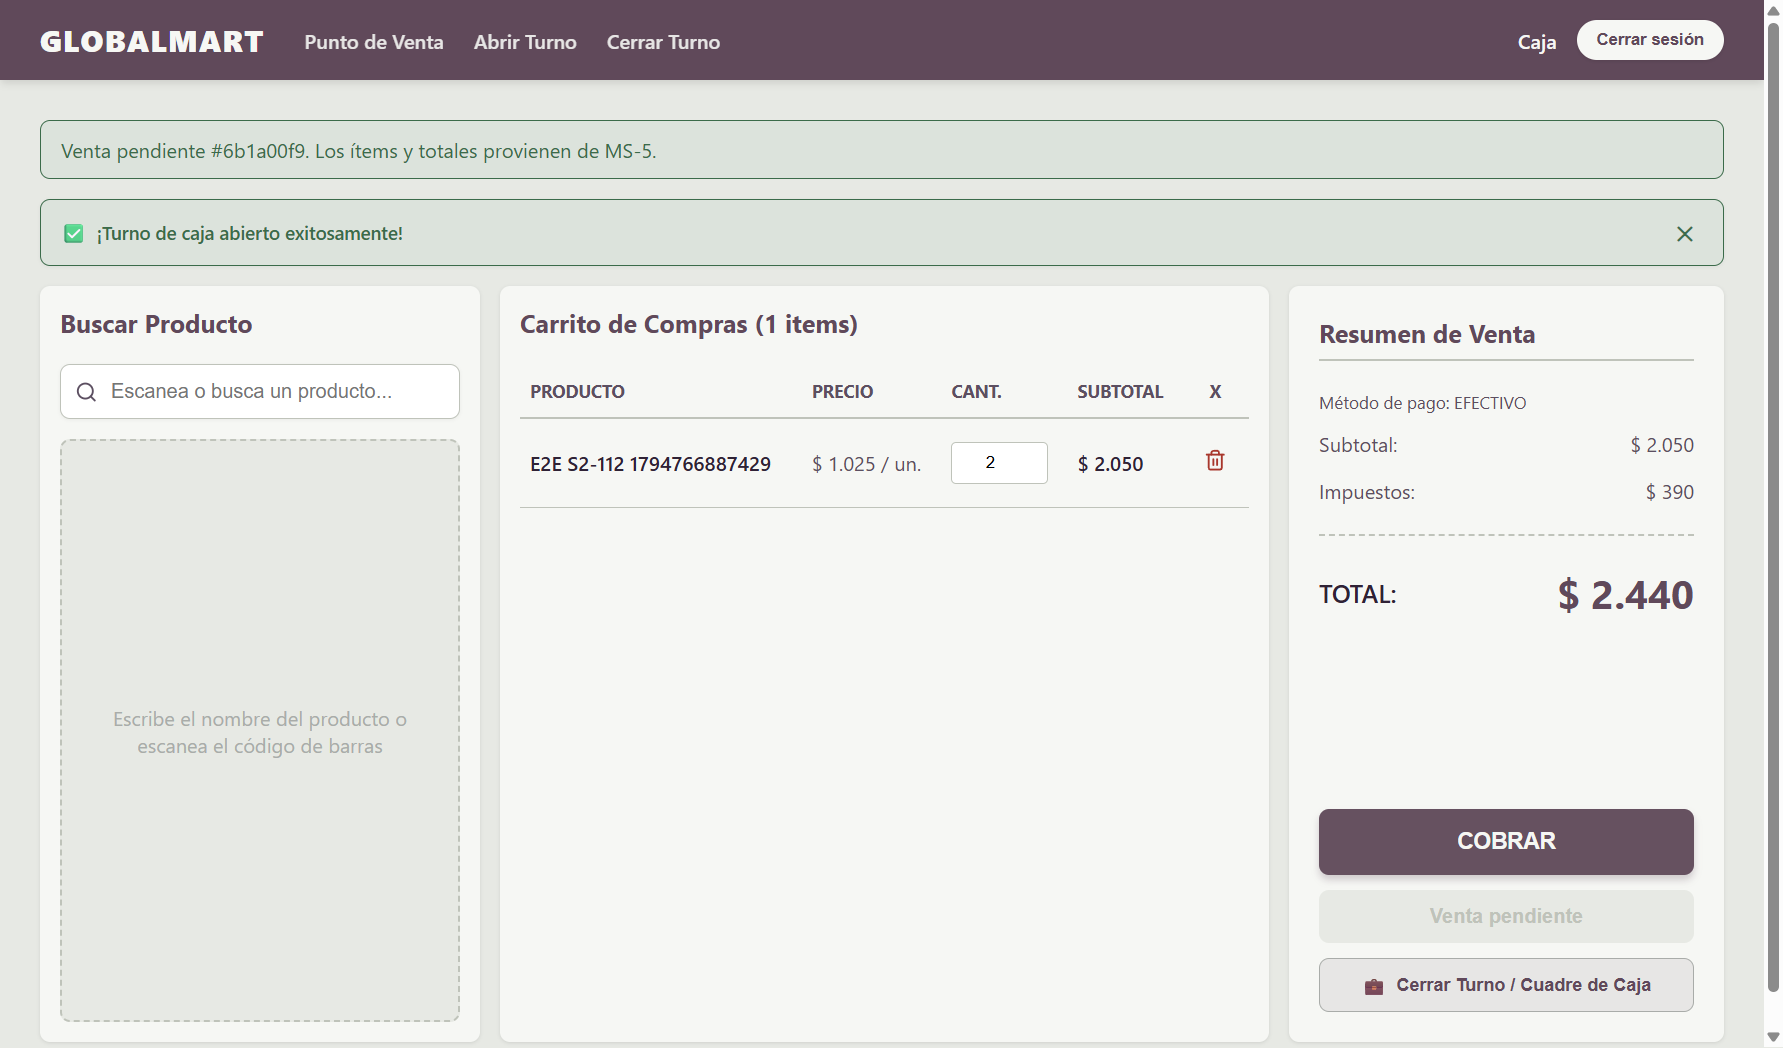 GLOBALMART
Punto de Venta
Abrir Turno
Cerrar Turno
Caja
Cerrar sesión
Venta pendiente #6b1a00f9. Los ítems y totales provienen de MS-5.
¡Turno de caja abierto exitosamente!
Buscar Producto
Escanea o busca un producto...
Escribe el nombre del producto o
escanea el código de barras
Carrito de Compras (1 items)
PRODUCTO PRECIO CANT. SUBTOTAL X
E2E S2-112 1794766887429 $ 1.025 / un. 2 $ 2.050
Resumen de Venta
Método de pago: EFECTIVO
Subtotal: $ 2.050
Impuestos: $ 390
TOTAL: $ 2.440
COBRAR
Venta pendiente
Cerrar Turno / Cuadre de Caja